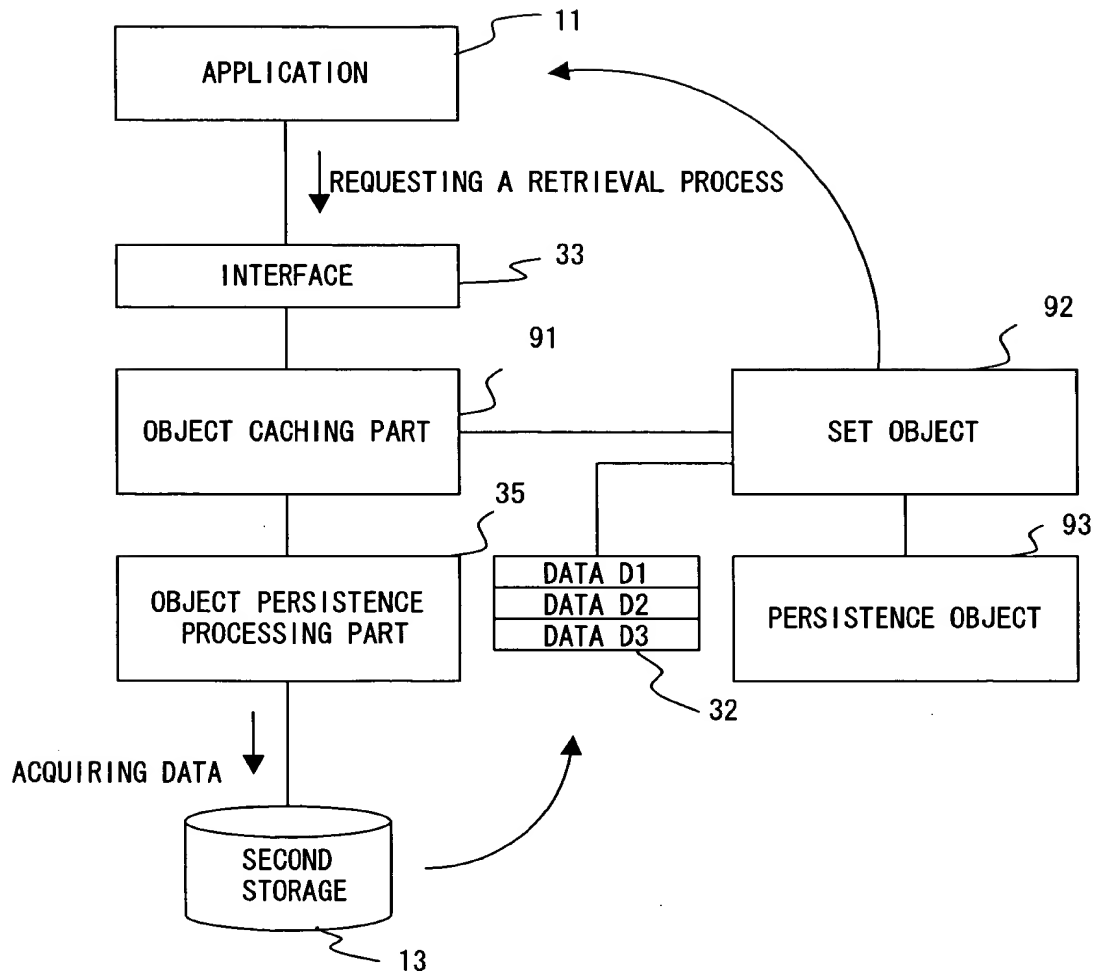 11
APPLICATION
REQUESTING A RETRIEVAL PROCESS
33
INTERFACE
91
92
OBJECT CACHING PART
SET OBJECT
35
93
OBJECT PERSISTENCE
PROCESSING PART
DATA D1
DATA D2
DATA D3
PERSISTENCE OBJECT
32
ACQUIRING DATA
SECOND
STORAGE
13